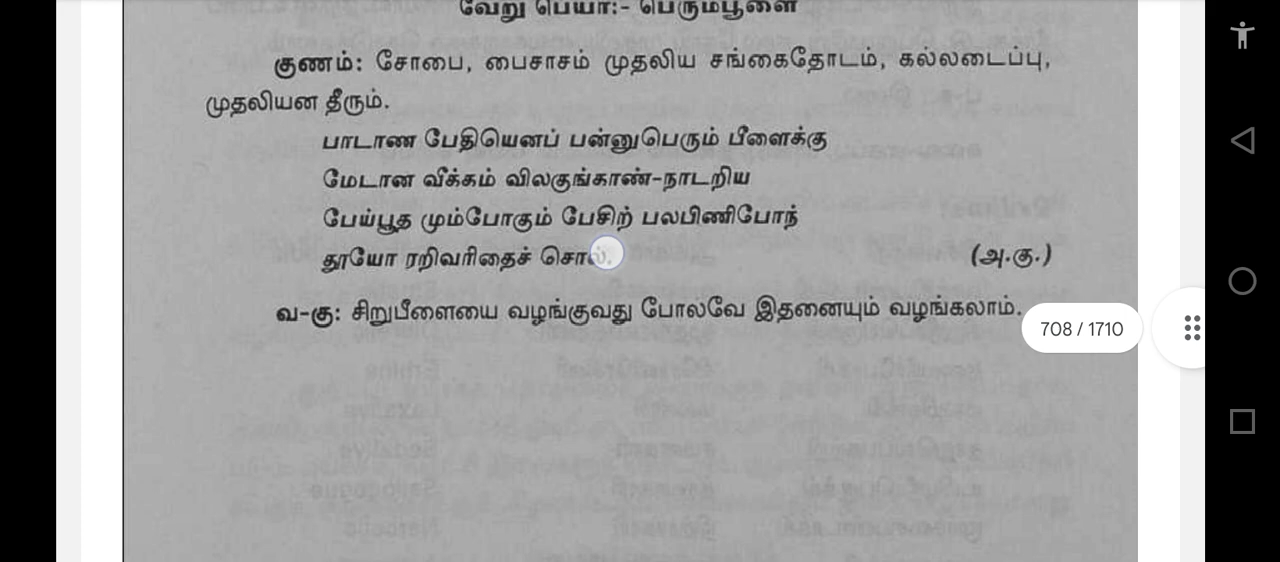 வேறு பெயர்:- பெரும்பூளை
குணம்: சோபை, பைசாசம் முதலிய சங்கைதோடம், கல்லடைப்பு,
முதலியன தீரும்.
பாடாண பேதியெனப் பன்னுபெரும் பீளைக்கு
மேடான வீக்கம் விலகுங்காண்-நாடறிய
பேய்பூத மும்போகும் பேசிற் பலபிணிபோந்
தூயோ ரறிவரிதைச் சொல்.
(அ.கு.)
வ-கு: சிறுபீளையை வழங்குவது போலவே இதனையும் வழங்கலாம்.
708 / 1710